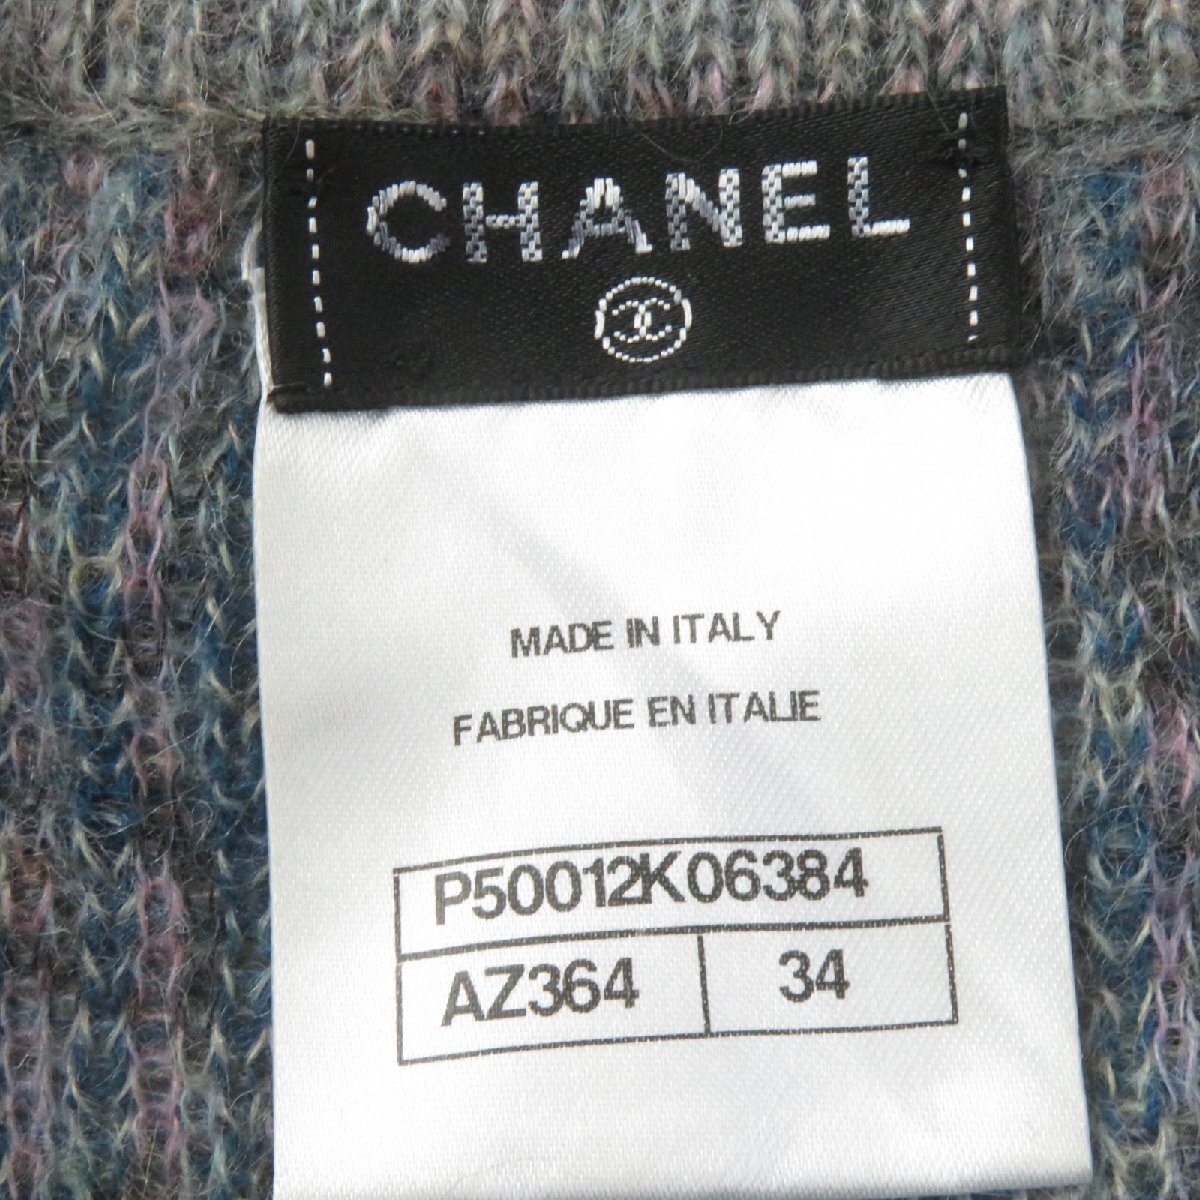 CHANEL
MADE IN ITALY
FABRIQUE EN ITALIE
P50012K06384
AZ364 34